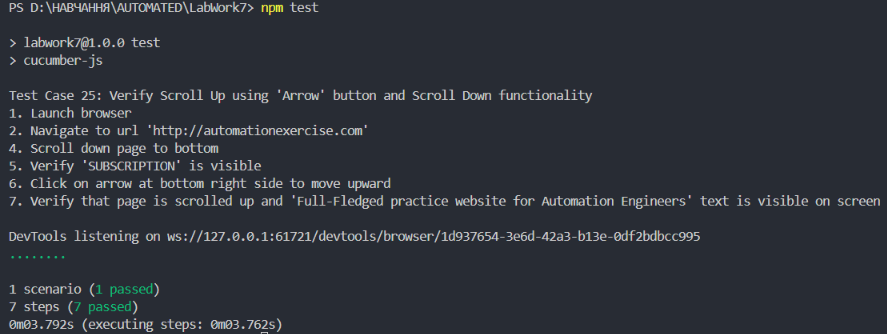 PS D:\НАВЧАННЯ\AUTOMATED\LabWork7> npm test
> labwork7@1.0.0 test
> cucumber-js
Test Case 25: Verify Scroll Up using 'Arrow' button and Scroll Down functionality
1. Launch browser
2. Navigate to url 'http://automationexercise.com'
4. Scroll down page to bottom
5. Verify 'SUBSCRIPTION' is visible
6. Click on arrow at bottom right side to move upward
7. Verify that page is scrolled up and 'Full-Fledged practice website for Automation Engineers' text is visible on screen
DevTools listening on ws://127.0.0.1:61721/devtools/browser/1d937654-3e6d-42a3-b13e-0df2bdbcc995
........
1 scenario (1 passed)
7 steps (7 passed)
0m03.792s (executing steps: 0m03.762s)